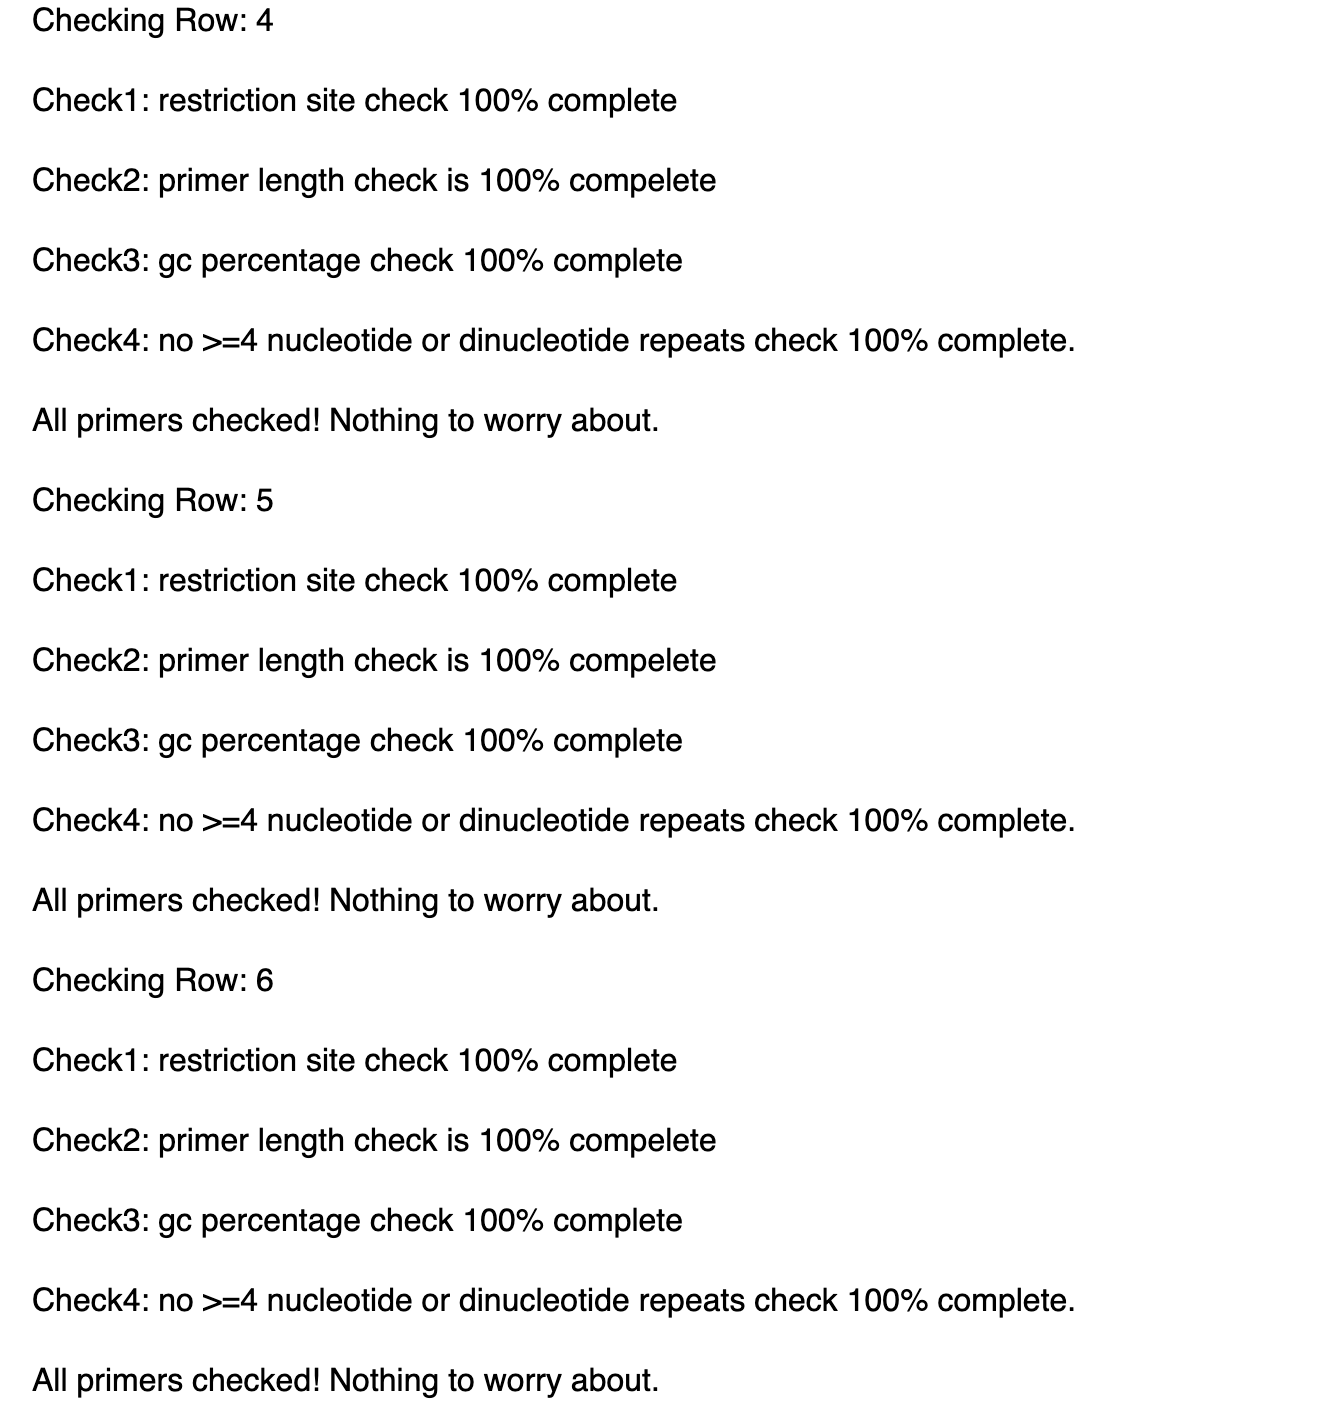 Checking Row: 4
Check1: restriction site check 100% complete
Check2: primer length check is 100% compelete
Check3: gc percentage check 100% complete
Check4: no >=4 nucleotide or dinucleotide repeats check 100% complete.
All primers checked! Nothing to worry about.
Checking Row: 5
Check1: restriction site check 100% complete
Check2: primer length check is 100% compelete
Check3: gc percentage check 100% complete
Check4: no >=4 nucleotide or dinucleotide repeats check 100% complete.
All primers checked! Nothing to worry about.
Checking Row: 6
Check1: restriction site check 100% complete
Check2: primer length check is 100% compelete
Check3: gc percentage check 100% complete
Check4: no >=4 nucleotide or dinucleotide repeats check 100% complete.
All primers checked! Nothing to worry about.